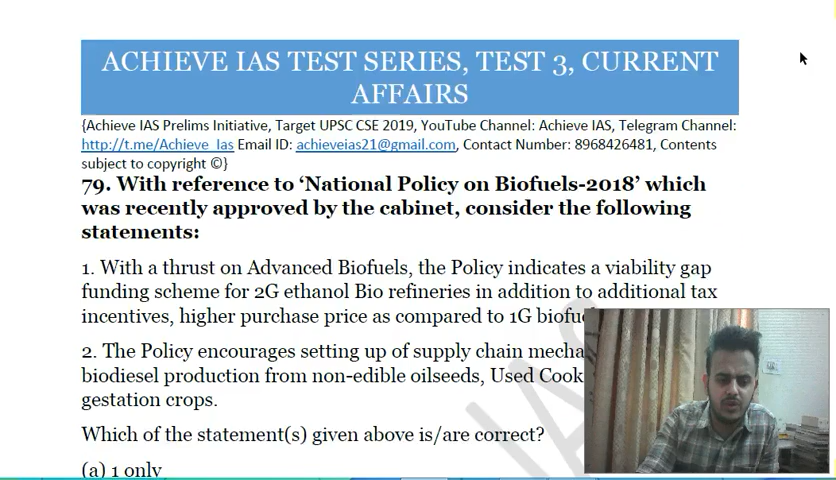 ACHIEVE IAS TEST SERIES, TEST 3, CURRENT
AFFAIRS
{Achieve IAS Prelims Initiative, Target UPSC CSE 2019, YouTube Channel: Achieve IAS, Telegram Channel:
http://t.me/Achieve_Ias Email ID: achieveias21@gmail.com, Contact Number: 8968426481, Contents
subject to copyright ©}
79. With reference to ‘National Policy on Biofuels-2018’ which
was recently approved by the cabinet, consider the following
statements:
1. With a thrust on Advanced Biofuels, the Policy indicates a viability gap
funding scheme for 2G ethanol Bio refineries in addition to additional tax
incentives, higher purchase price as compared to 1G
2. The Policy encourages setting up of supply chain
biodiesel production from non-edible oilseeds, Used
gestation crops.
Which of the statement(s) given above is/are correct?
(a) 1 only
IAS